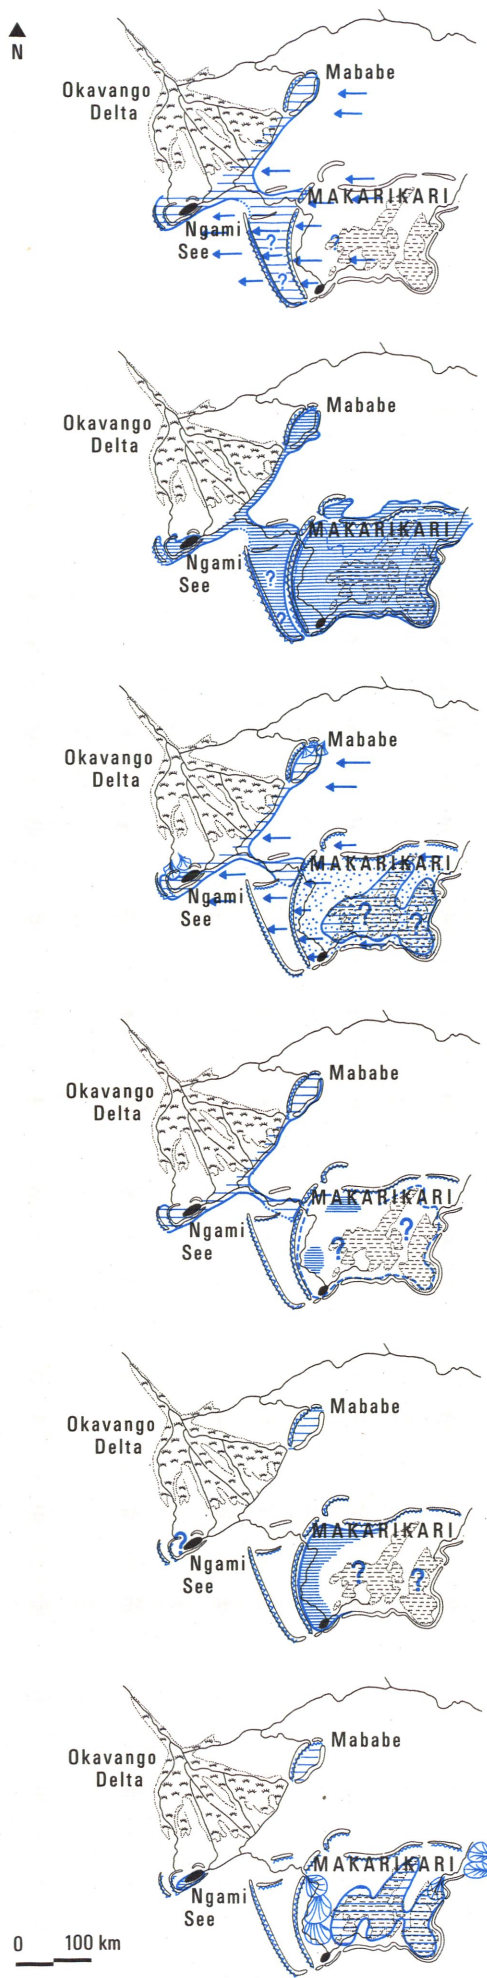 N
Mababe
Okavango
Delta
MAKARIKARI
Ngami
See
?
?
?
Mababe
Okavango
Delta
MAKARIKARI
Ngami
See
?
?
Mababe
Okavango
Delta
MAKARIKARI
Ngami
See
?
?
Mababe
Okavango
Delta
MAKARIKARI
Ngami
See
?
?
Mababe
Okavango
Delta
MAKARIKARI
?
Ngami
See
?
?
Mababe
Okavango
Delta
MAKARIKARI
Ngami
See
0 100 km